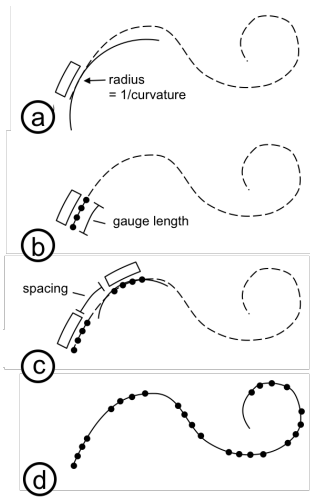 radius
= 1/curvature
a
gauge length
b
spacing
c
d